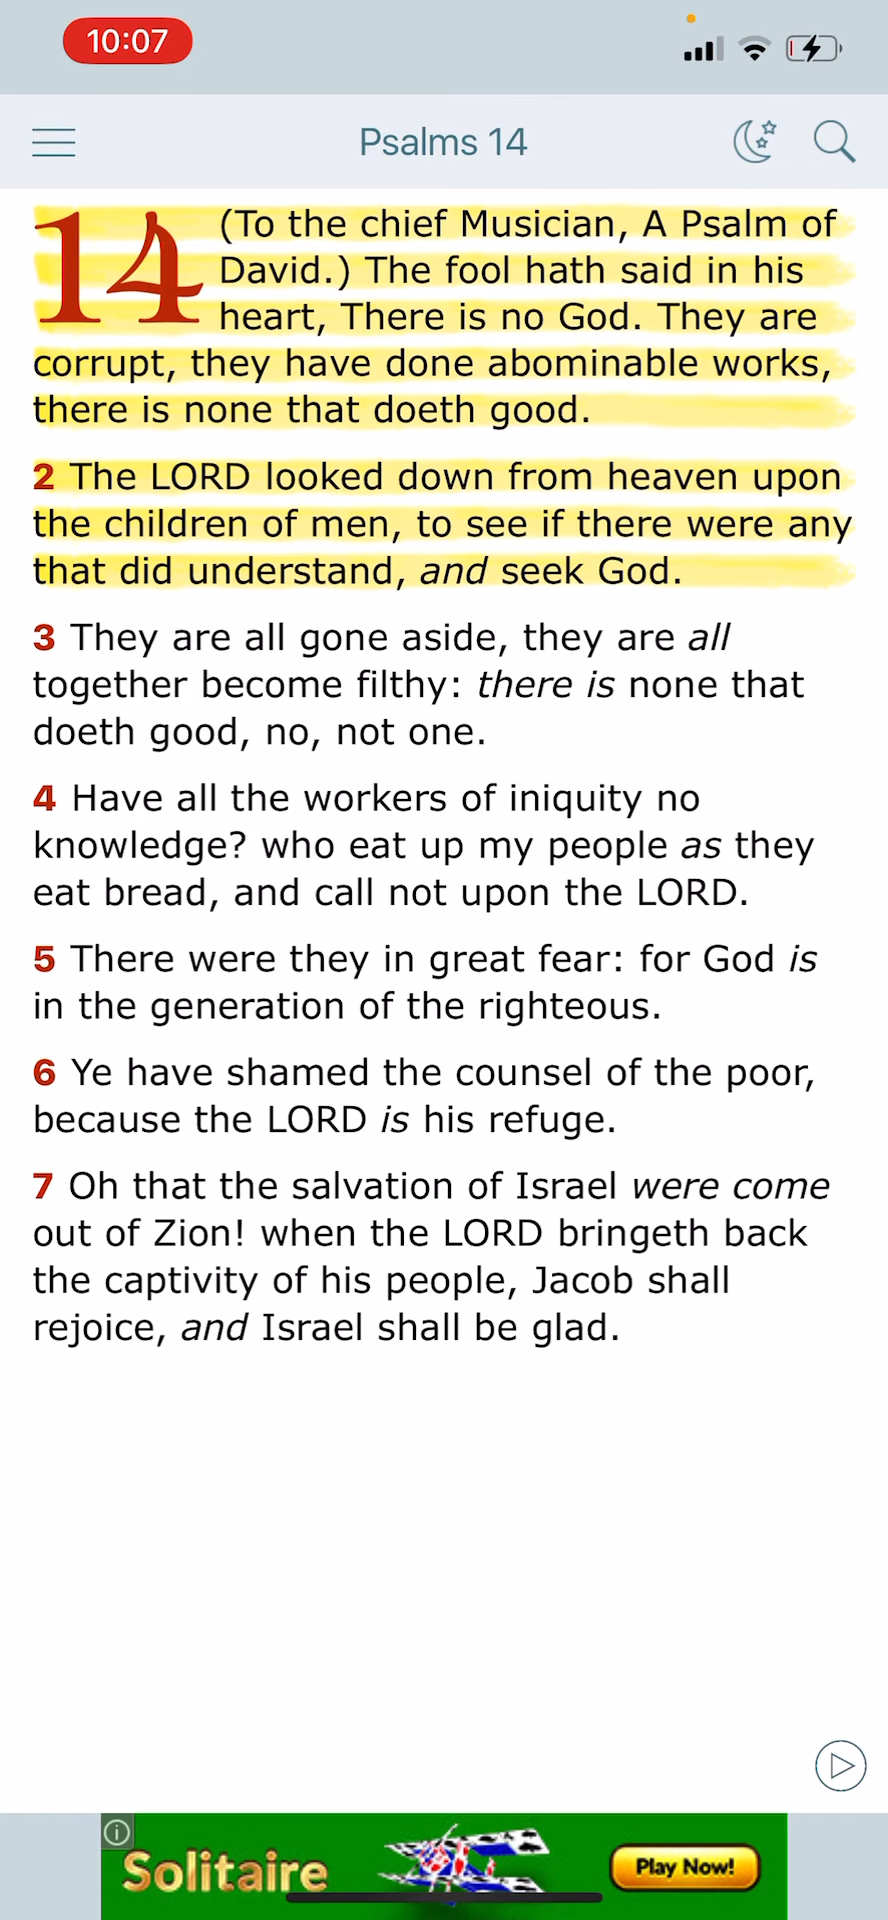 10:07
Psalms 14
14 (To the chief Musician, A Psalm of
David.) The fool hath said in his
heart, There is no God. They are
corrupt, they have done abominable works,
there is none that doeth good.
2 The LORD looked down from heaven upon
the children of men, to see if there were any
that did understand, and seek God.
3 They are all gone aside, they are all
together become filthy: there is none that
doeth good, no, not one.
4 Have all the workers of iniquity no
knowledge? who eat up my people as they
eat bread, and call not upon the LORD.
5 There were they in great fear: for God is
in the generation of the righteous.
6 Ye have shamed the counsel of the poor,
because the LORD is his refuge.
7 Oh that the salvation of Israel were come
out of Zion! when the LORD bringeth back
the captivity of his people, Jacob shall
rejoice, and Israel shall be glad.
Solitaire
Play Now!